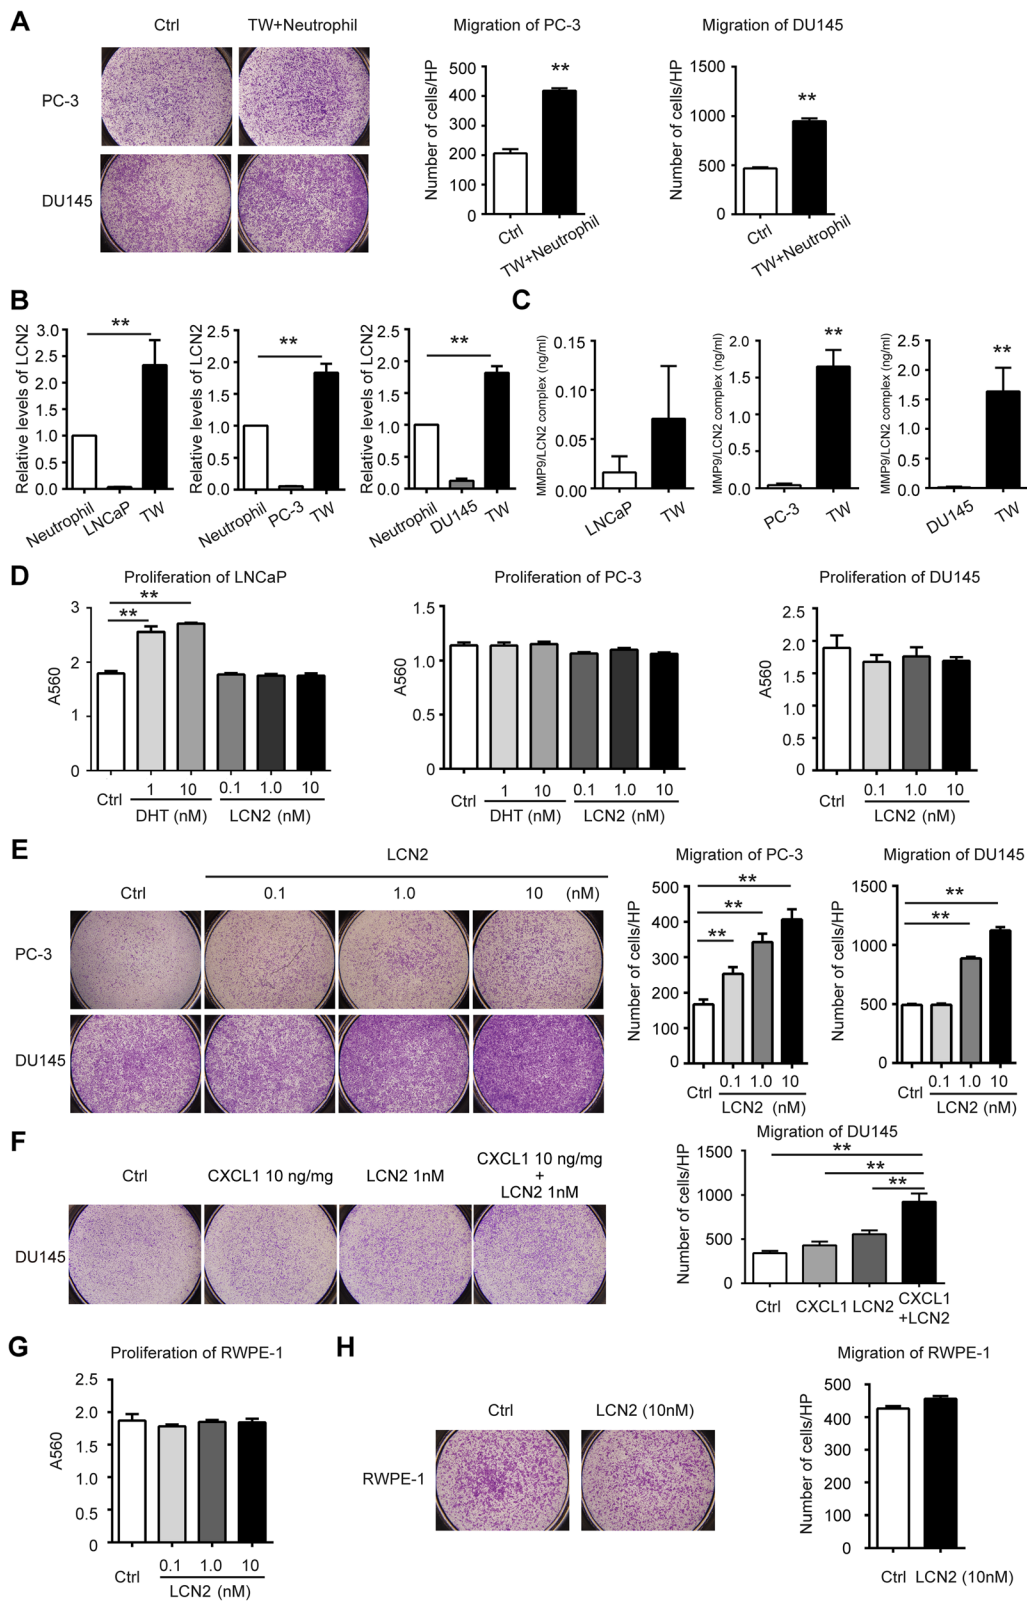 A
Ctrl
TW+Neutrophil
PC-3
DU145
Migration of PC-3
Number of cells/HP
500
400
300
200
100
0
**
Ctrl
TW+Neutrophil
Migration of DU145
Number of cells/HP
1500
1000
500
0
**
Ctrl
TW+Neutrophil
B
Relative levels of LCN2
3.0
2.5
2.0
1.5
1.0
0.5
0.0
**
Neutrophil
LNCaP
TW
Relative levels of LCN2
2.5
2.0
1.5
1.0
0.5
0.0
**
Neutrophil
PC-3
TW
Relative levels of LCN2
2.5
2.0
1.5
1.0
0.5
0.0
**
Neutrophil
DU145
TW
C
MMP9/LCN2 complex (ng/ml)
0.15
0.10
0.05
0.00
LNCaP
TW
MMP9/LCN2 complex (ng/ml)
2.0
1.5
1.0
0.5
0.0
**
PC-3
TW
MMP9/LCN2 complex (ng/ml)
2.5
2.0
1.5
1.0
0.5
0.0
**
DU145
TW
D
Proliferation of LNCaP
A560
3
2
1
0
**
**
Ctrl
1 10 0.1 1.0 10
DHT (nM) LCN2 (nM)
Proliferation of PC-3
A560
1.5
1.0
0.5
0
Ctrl
1 10 0.1 1.0 10
DHT (nM) LCN2 (nM)
Proliferation of DU145
A560
2.5
2.0
1.5
1.0
0.5
0
Ctrl
0.1 1.0 10
LCN2 (nM)
E
LCN2
Ctrl 0.1 1.0 10 (nM)
PC-3
DU145
Migration of PC-3
Number of cells/HP
500
400
300
200
100
0
**
**
**
Ctrl
0.1 1.0 10
LCN2 (nM)
Migration of DU145
Number of cells/HP
1500
1000
500
0
**
**
Ctrl
0.1 1.0 10
LCN2 (nM)
F
Ctrl
CXCL1 10 ng/mg
LCN2 1nM
CXCL1 10 ng/mg
+
LCN2 1nM
DU145
Migration of DU145
Number of cells/HP
1500
1000
500
0
**
**
**
Ctrl CXCL1 LCN2 CXCL1
+LCN2
G
Proliferation of RWPE-1
A560
2.5
2.0
1.5
1.0
0.5
0
Ctrl
0.1 1.0 10
LCN2 (nM)
H
Ctrl LCN2 (10nM)
RWPE-1
Migration of RWPE-1
Number of cells/HP
500
400
300
200
100
0
Ctrl LCN2 (10nM)